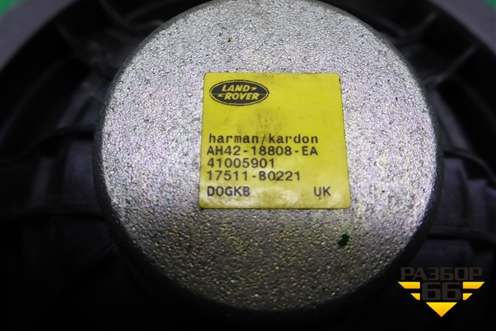 LAND-
-ROVER
harman/kardon
AH42-18808-EA
41005901
17511-B0221
D0GKB UK
РАЗБОР
66